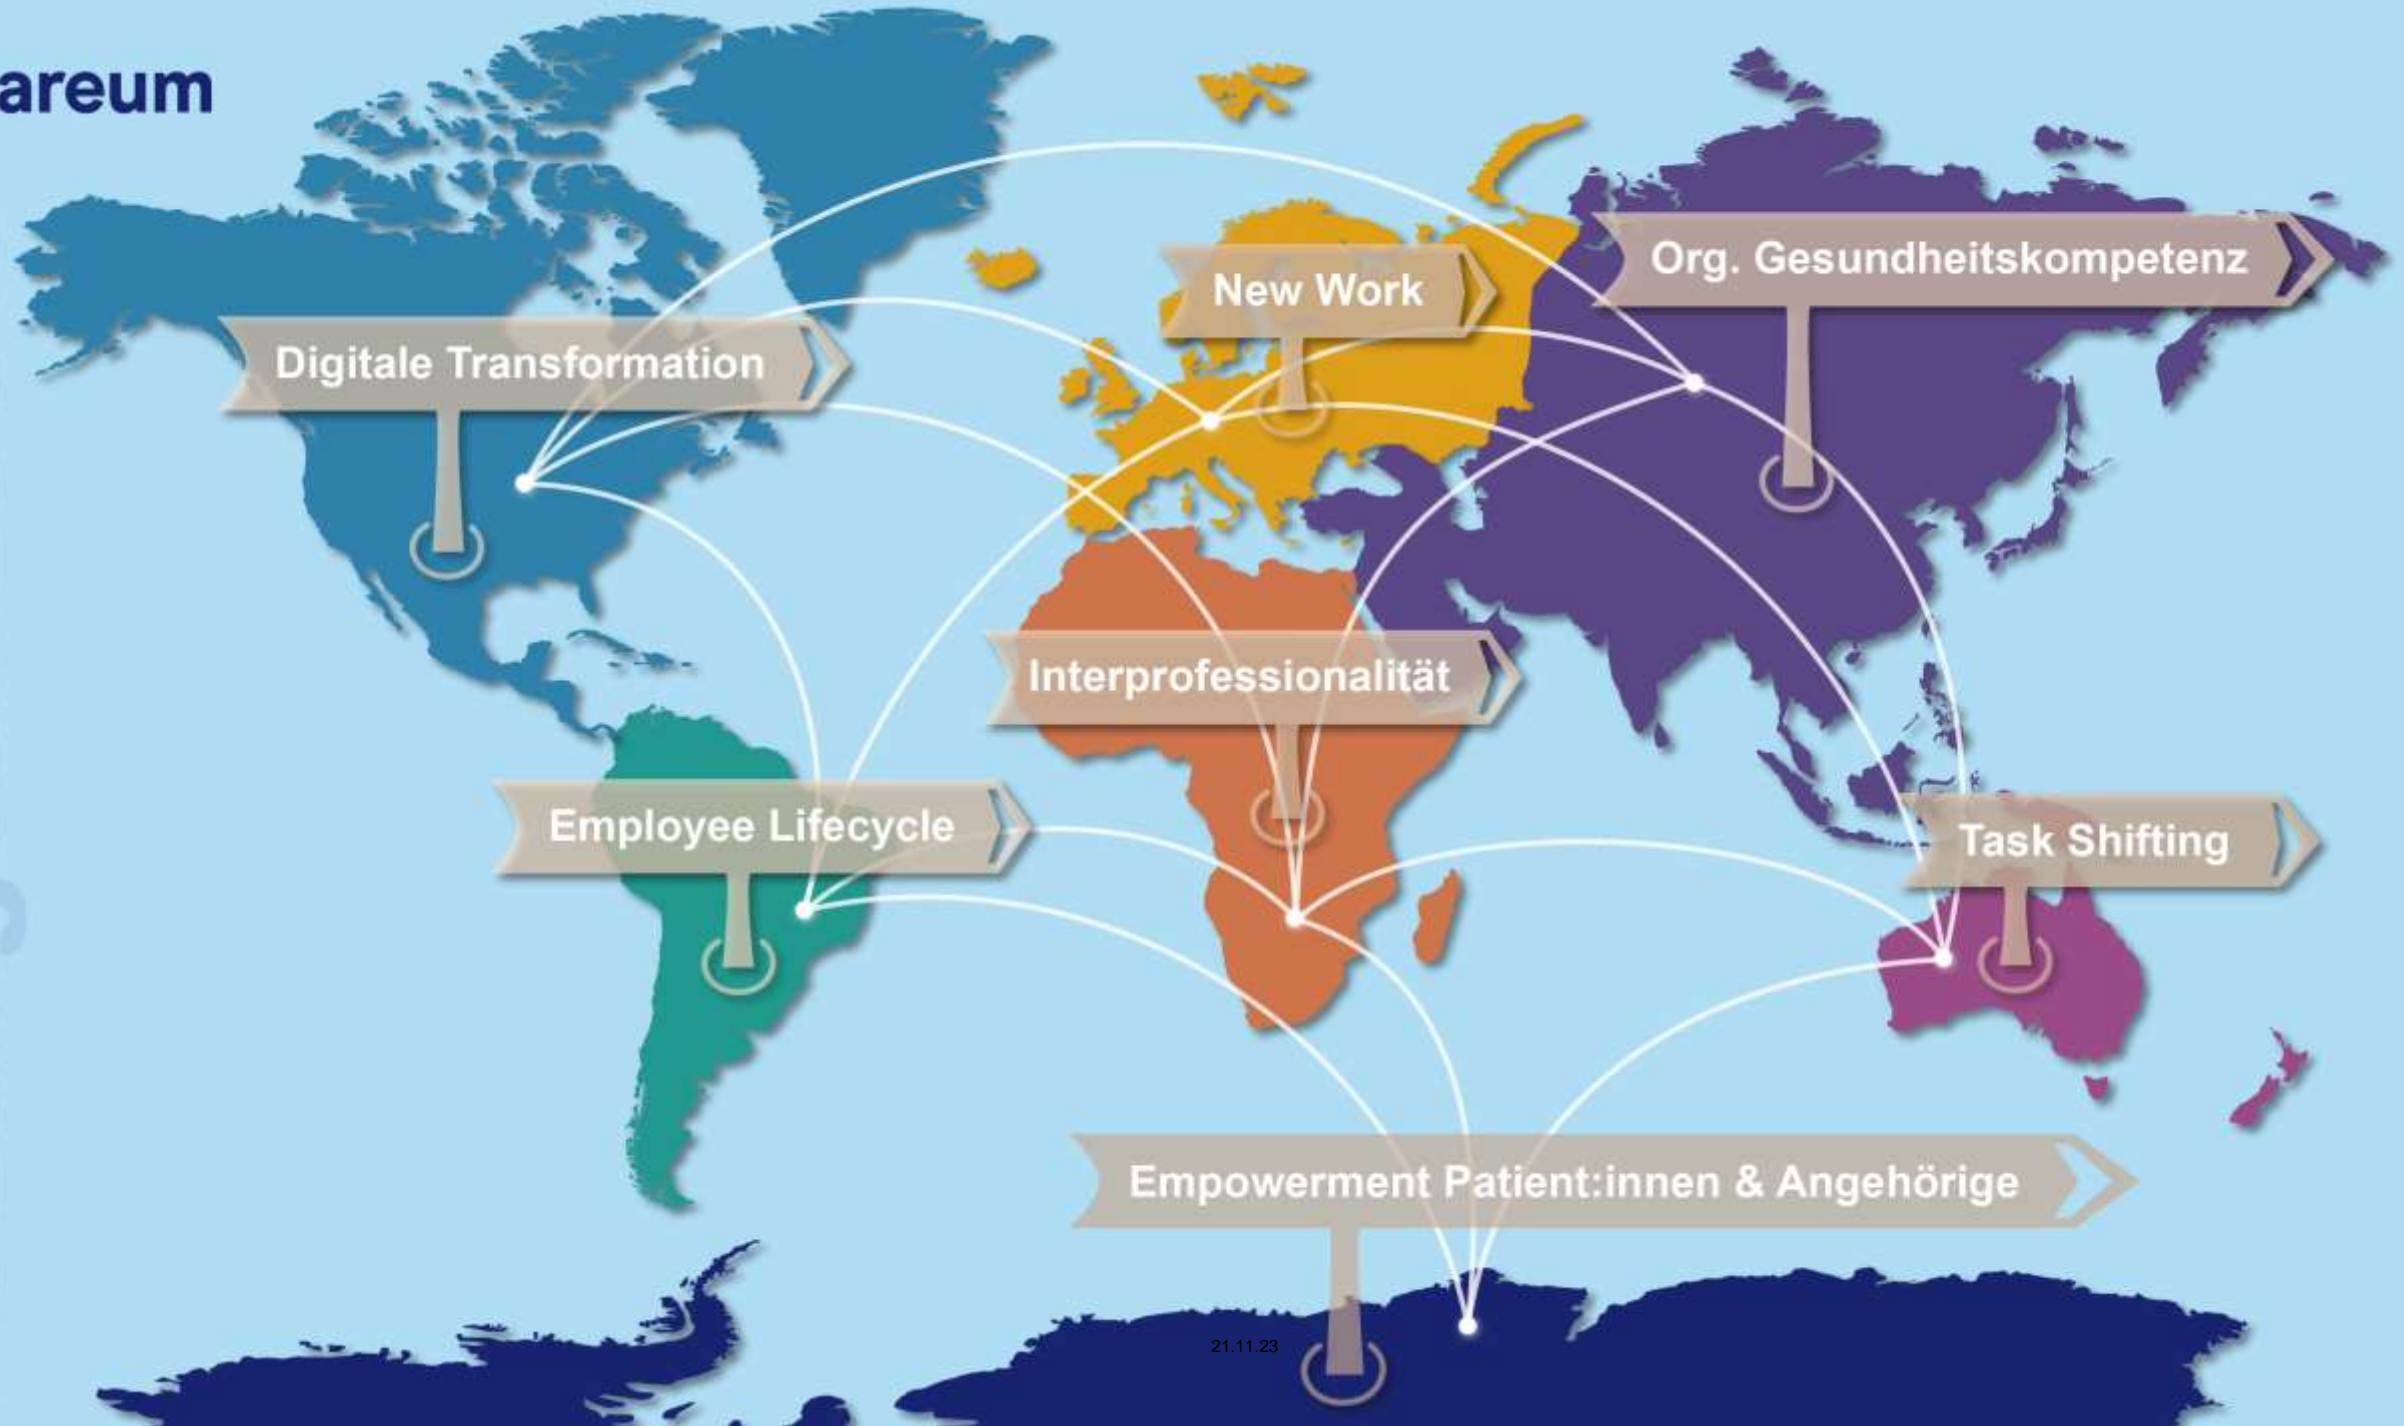 areum
New Work
Org. Gesundheitskompetenz
Digitale Transformation
Interprofessionalität
Employee Lifecycle
Task Shifting
Empowerment Patient:innen & Angehörige
21.11.23